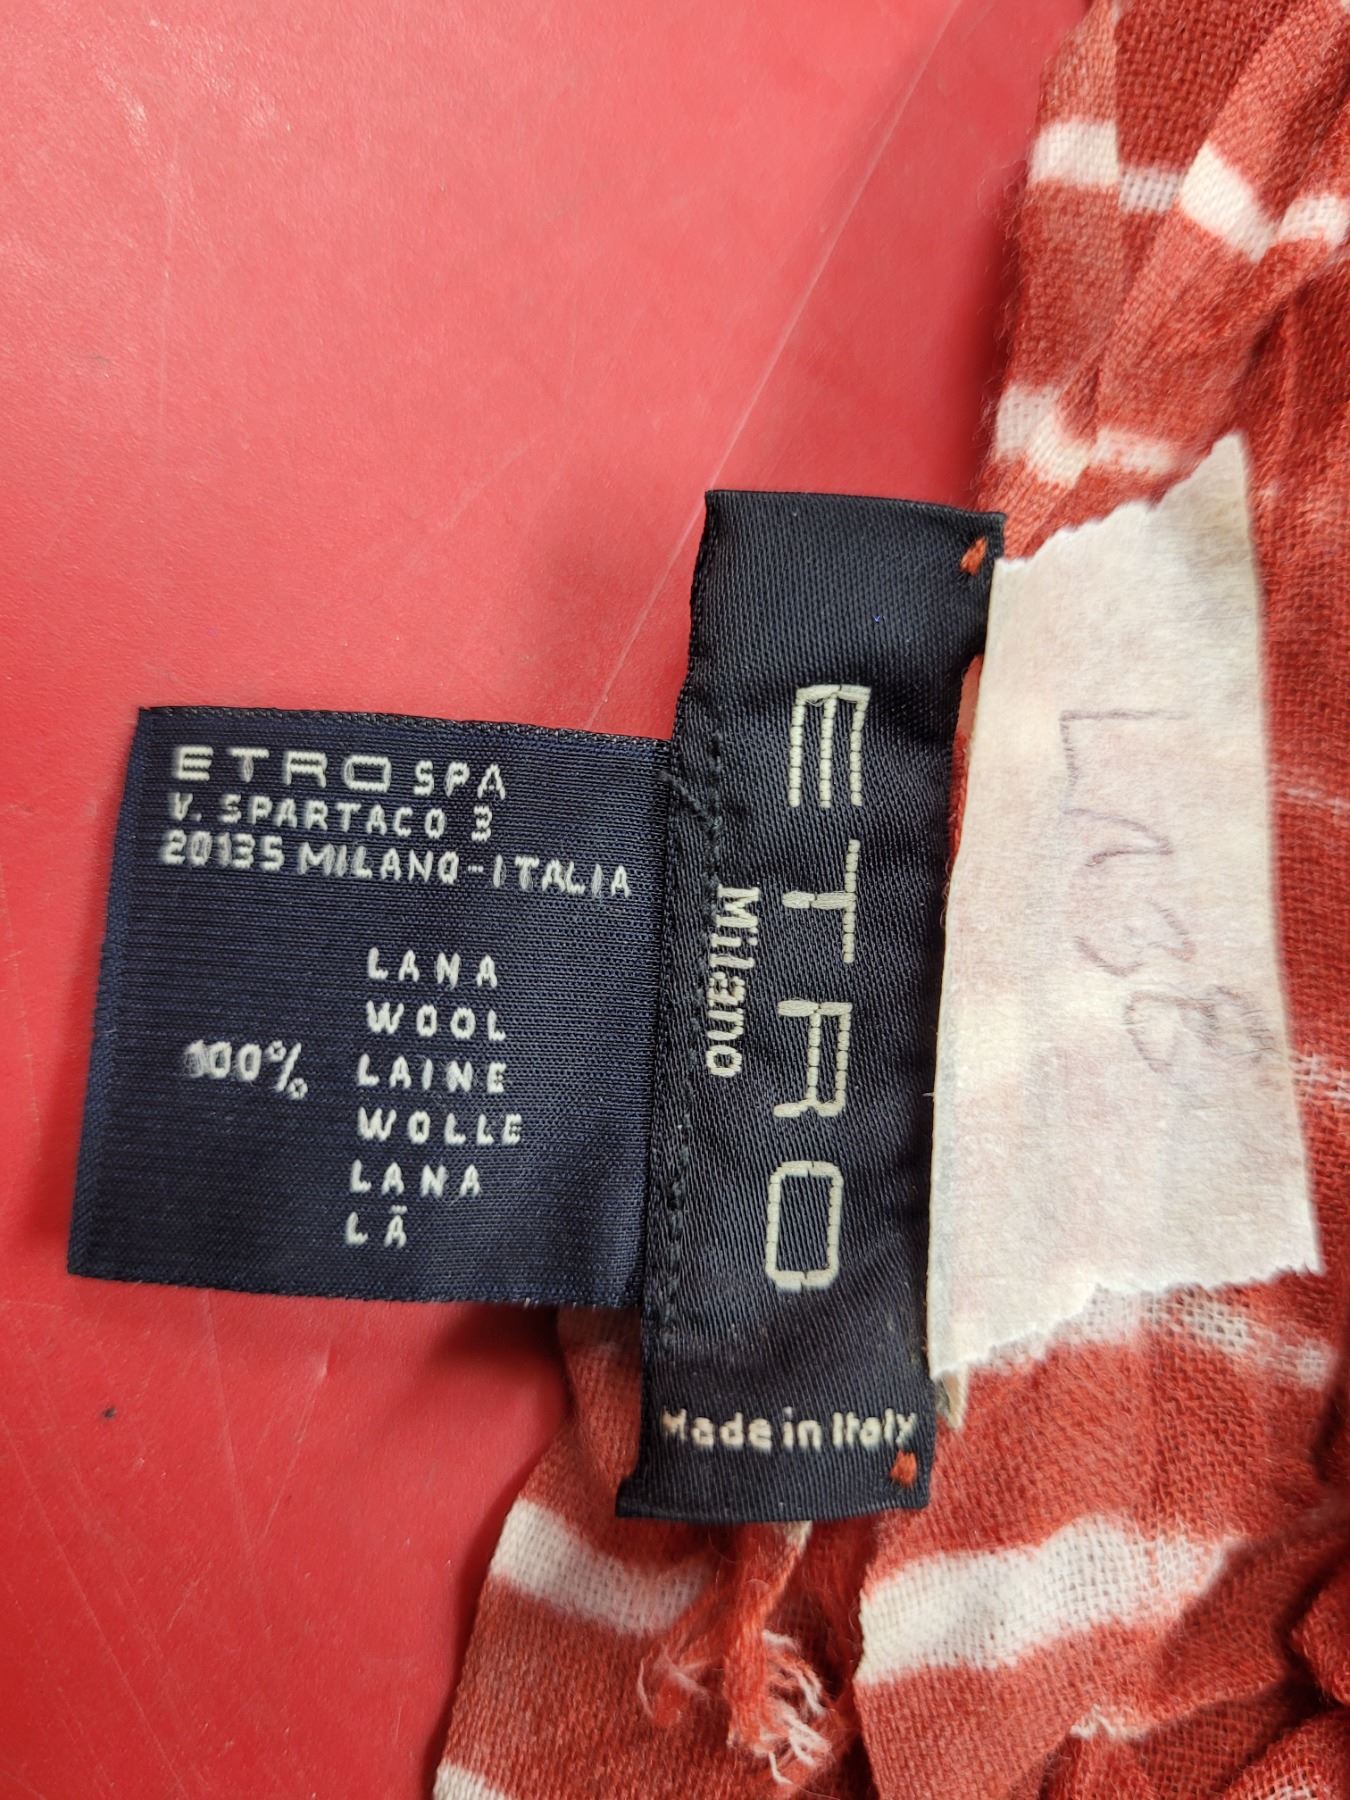 ETRO SPA
V. SPARTACO 3
20135 MILANO-ITALIA
LANA
WOOL
100% LAINE
WOLLE
LANA
LÃ
ETRO
Milano
Made in Italy